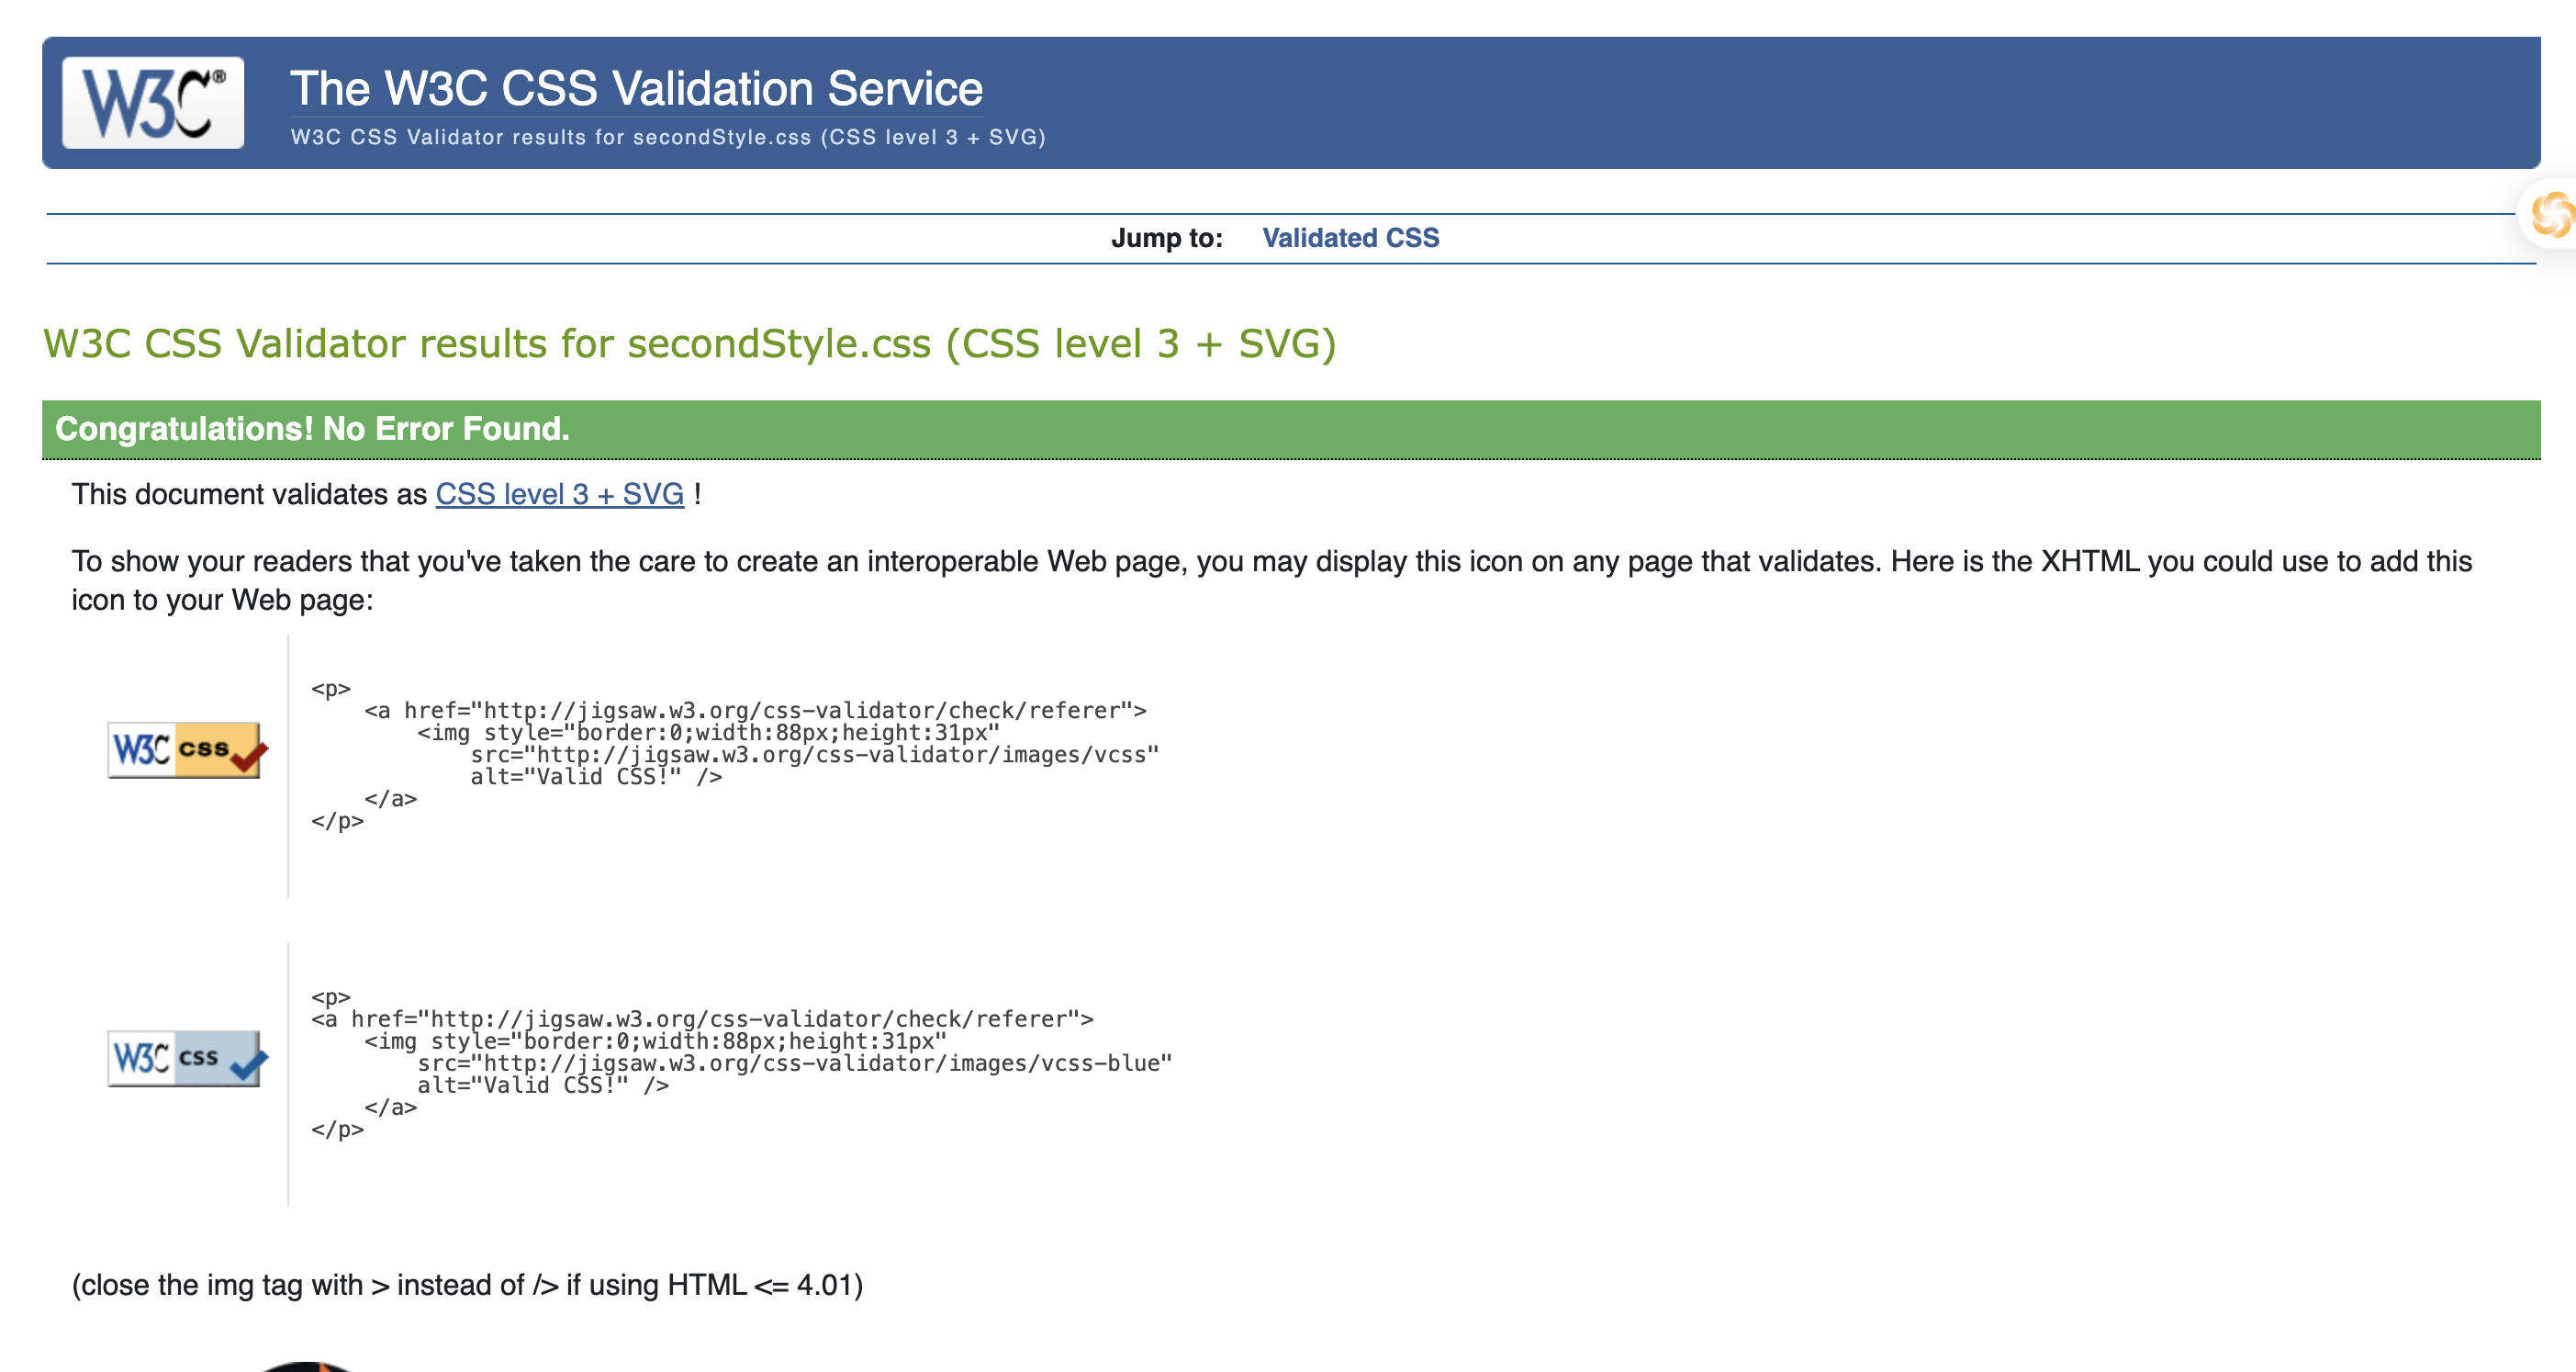 W3C®
The W3C CSS Validation Service
W3C CSS Validator results for secondStyle.css (CSS level 3 + SVG)
Jump to: Validated CSS
W3C CSS Validator results for secondStyle.css (CSS level 3 + SVG)
Congratulations! No Error Found.
This document validates as CSS level 3 + SVG !
To show your readers that you've taken the care to create an interoperable Web page, you may display this icon on any page that validates. Here is the XHTML you could use to add this
icon to your Web page:
W3C css
<p>
    <a href="http://jigsaw.w3.org/css-validator/check/referer">
        <img style="border:0;width:88px;height:31px"
            src="http://jigsaw.w3.org/css-validator/images/vcss"
            alt="Valid CSS!" />
    </a>
</p>
W3C css
<p>
<a href="http://jigsaw.w3.org/css-validator/check/referer">
    <img style="border:0;width:88px;height:31px"
        src="http://jigsaw.w3.org/css-validator/images/vcss-blue"
        alt="Valid CSS!" />
    </a>
</p>
(close the img tag with > instead of /> if using HTML <= 4.01)